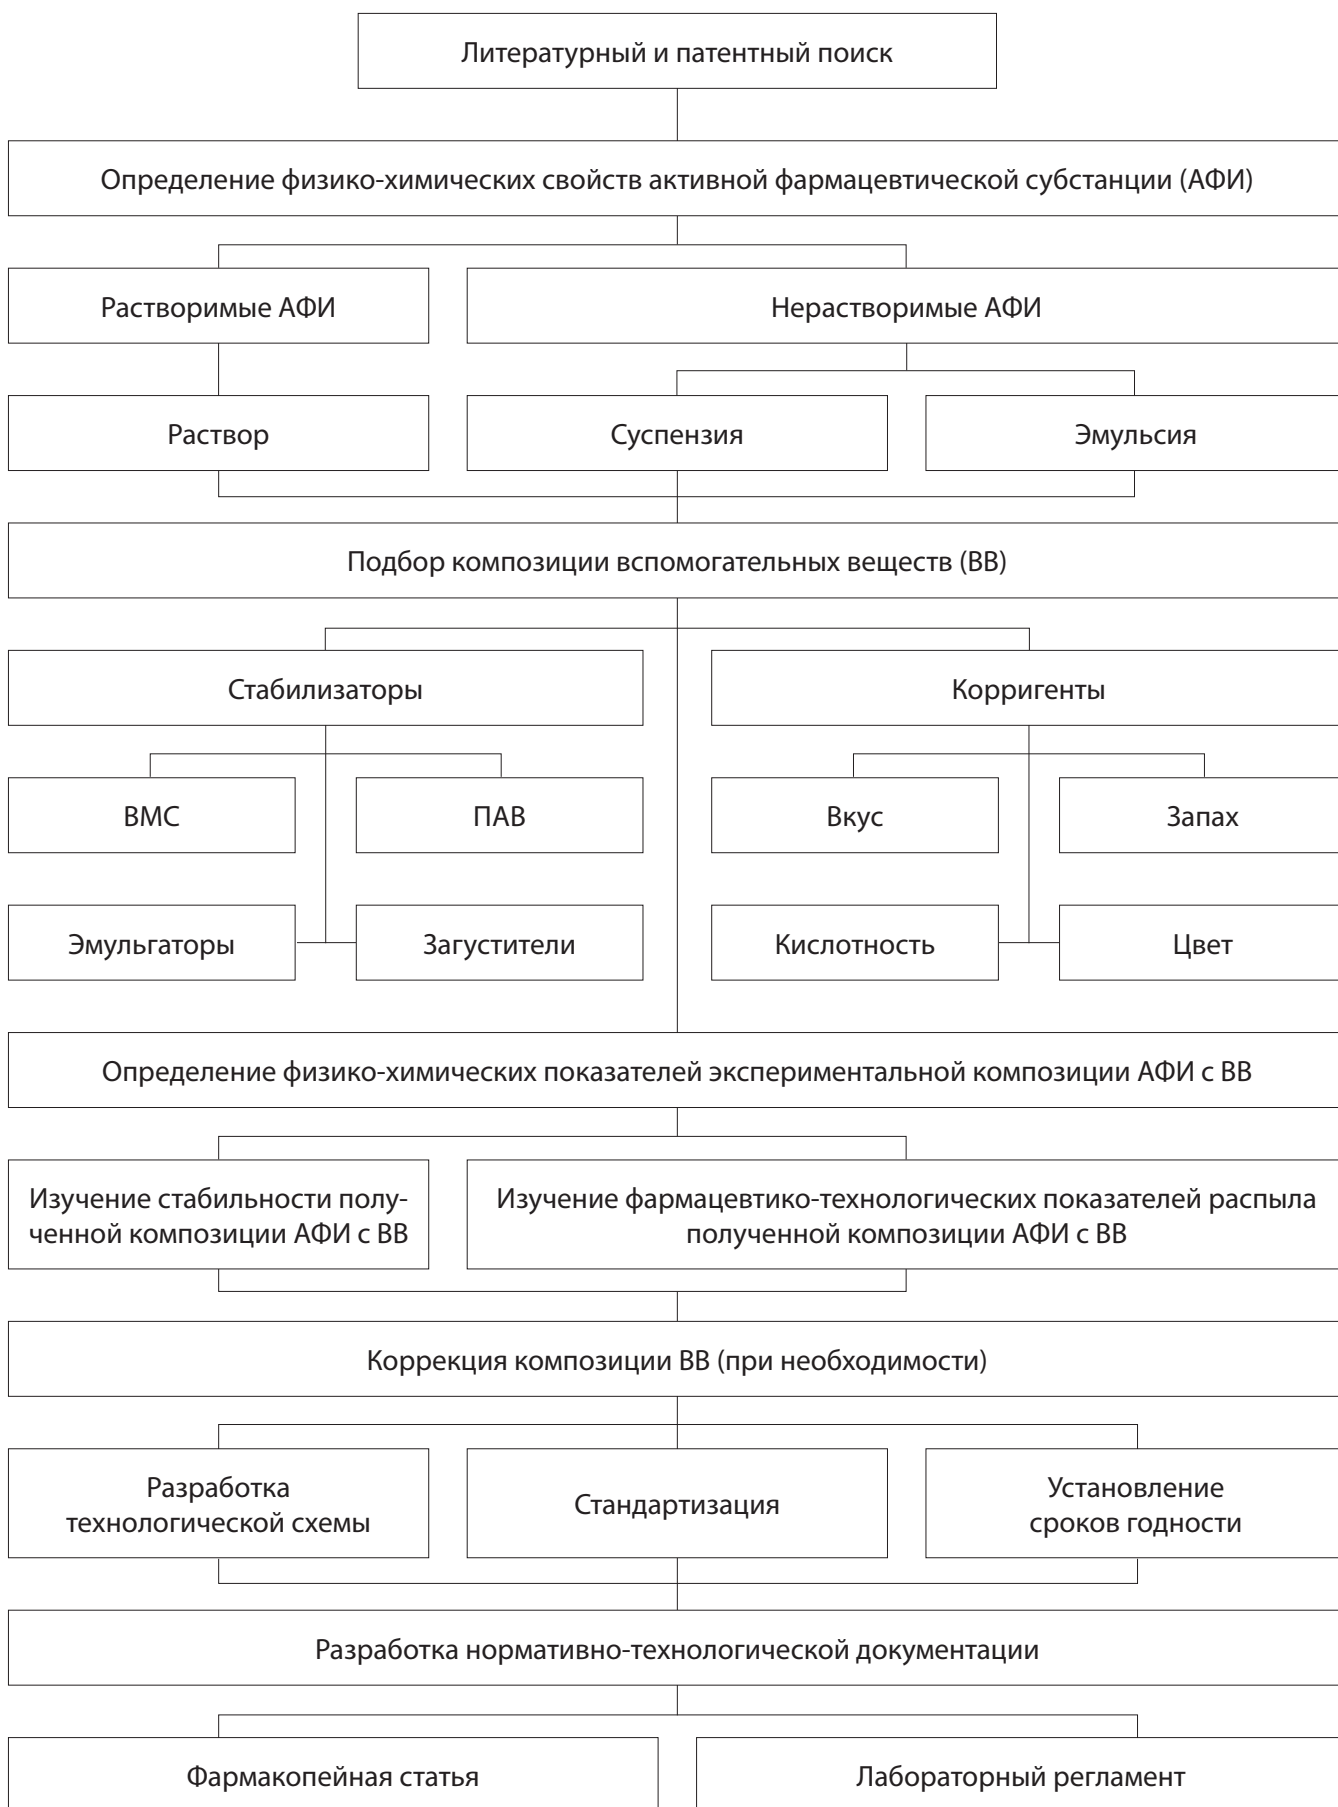 Литературный и патентный поиск
Определение физико-химических свойств активной фармацевтической субстанции (АФИ)
Растворимые АФИ
Нерастворимые АФИ
Раствор
Суспензия
Эмульсия
Подбор композиции вспомогательных веществ (ВВ)
Стабилизаторы
Корригенты
ВМС
ПАВ
Вкус
Запах
Эмульгаторы
Загустители
Кислотность
Цвет
Определение физико-химических показателей экспериментальной композиции АФИ с ВВ
Изучение стабильности полу-
ченной композиции АФИ с ВВ
Изучение фармацевтико-технологических показателей распыла
полученной композиции АФИ с ВВ
Коррекция композиции ВВ (при необходимости)
Разработка
технологической схемы
Стандартизация
Установление
сроков годности
Разработка нормативно-технологической документации
Фармакопейная статья
Лабораторный регламент